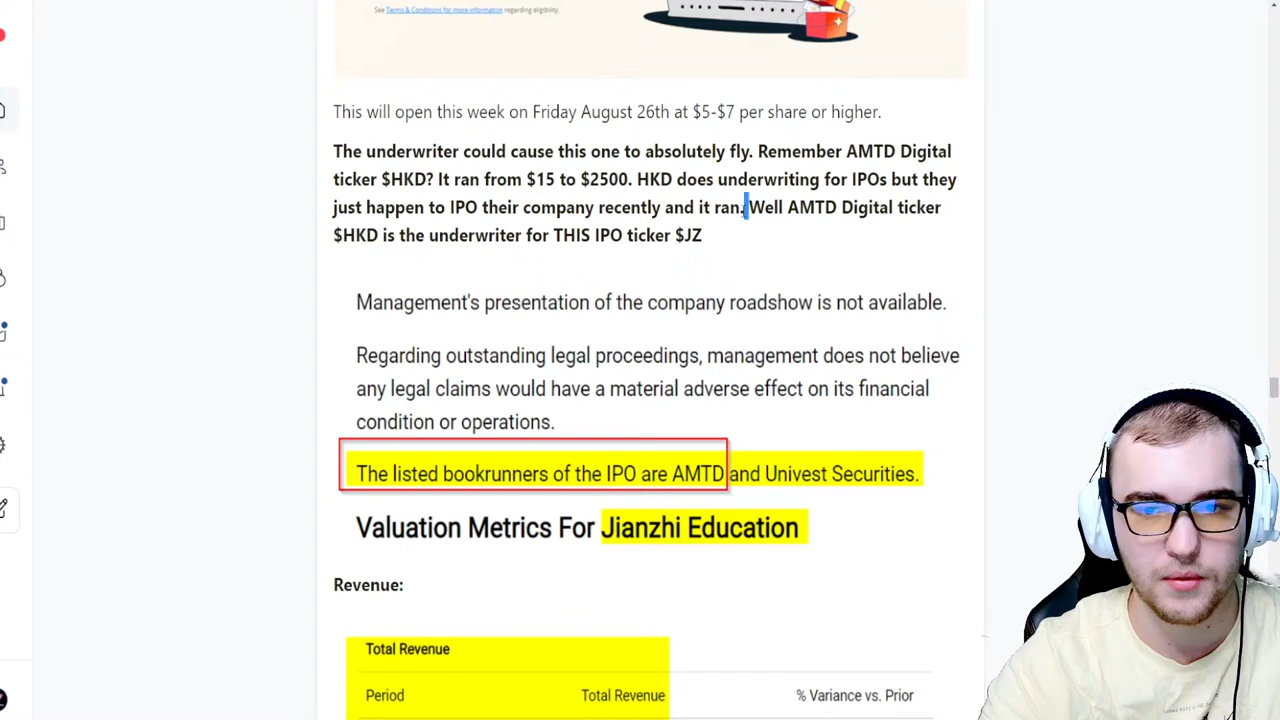 See Terms & Conditions for more information regarding eligibility.
This will open this week on Friday August 26th at $5-$7 per share or higher.
The underwriter could cause this one to absolutely fly. Remember AMTD Digital
ticker $HKD? It ran from $15 to $2500. HKD does underwriting for IPOs but they
just happen to IPO their company recently and it ran. Well AMTD Digital ticker
$HKD is the underwriter for THIS IPO ticker $JZ
Management's presentation of the company roadshow is not available.
Regarding outstanding legal proceedings, management does not believe
any legal claims would have a material adverse effect on its financial
condition or operations.
The listed bookrunners of the IPO are AMTD and Univest Securities.
Valuation Metrics For Jianzhi Education
Revenue:
Total Revenue
Period Total Revenue % Variance vs. Prior